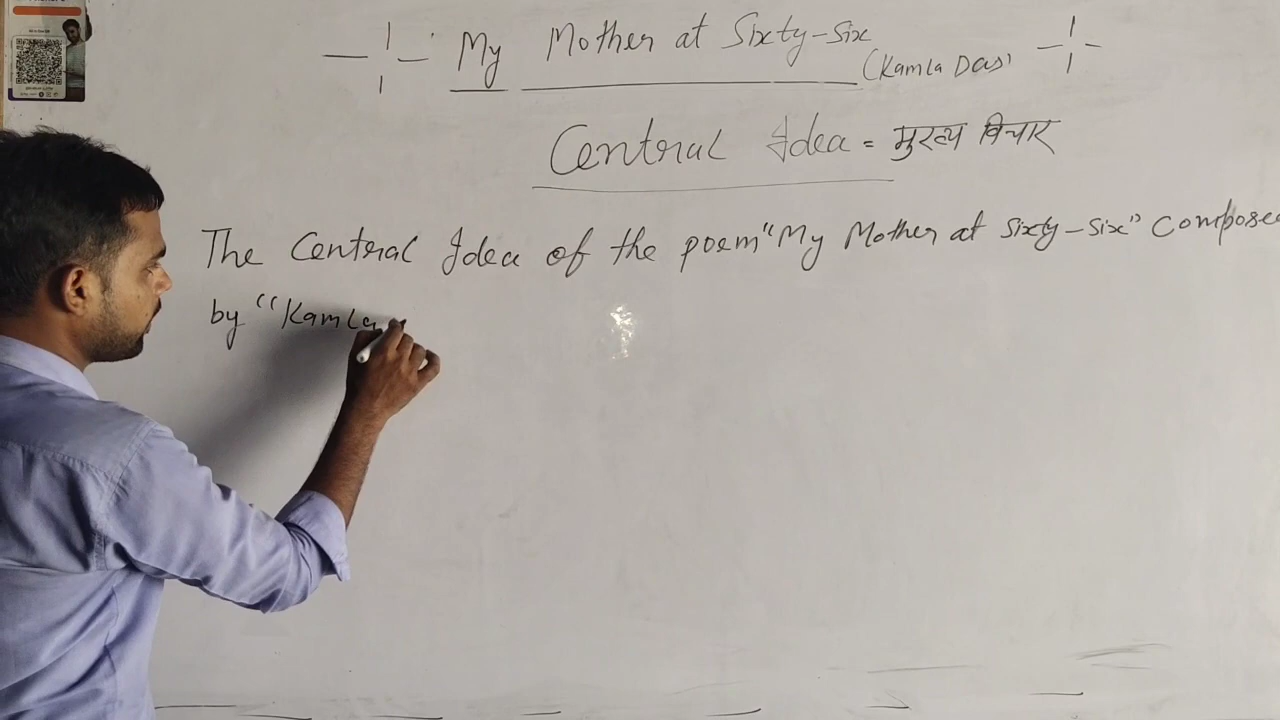 My Mother at Sixty-Six
(Kamla Das)
Central Idea = मुख्य विचार
The Central Idea of the poem "My Mother at Sixty-Six" Compose
by "Kamla